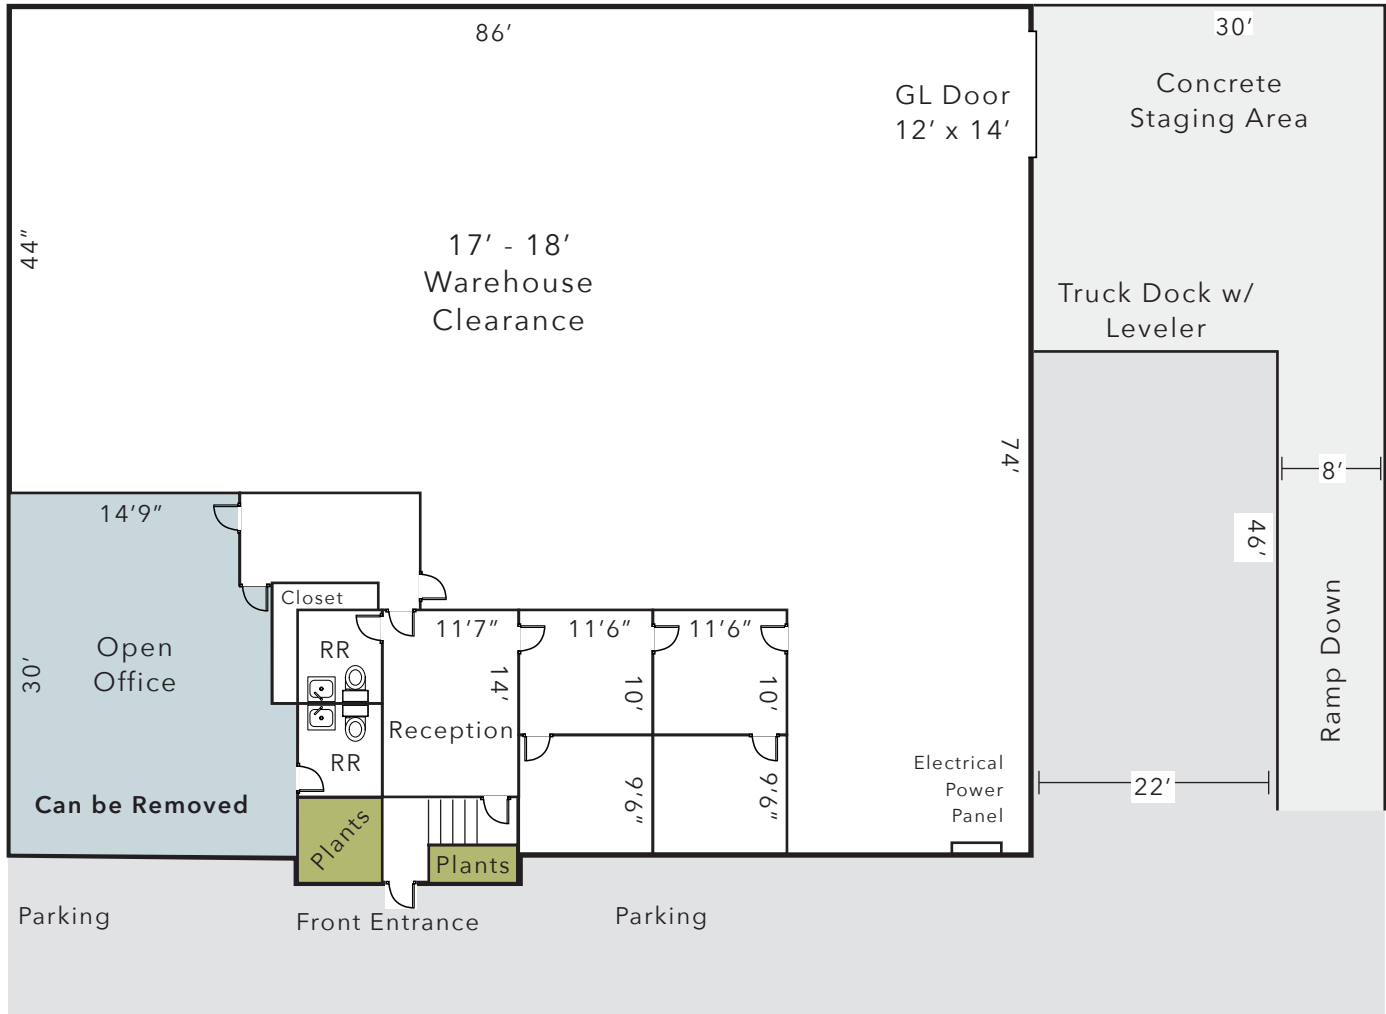 86’
30’
GL Door
12’ x 14’
Concrete
Staging Area
44”
17’ - 18’
Warehouse
Clearance
Truck Dock w/
Leveler
74’
8’
14’9”
46’
Closet
Open
Office
30’
RR
11’7”
11’6”
11’6”
14’
10’
10’
Reception
RR
Ramp Down
Can be Removed
9’6”
9’6”
Electrical
Power
Panel
22’
Plants
Plants
Parking
Front Entrance
Parking